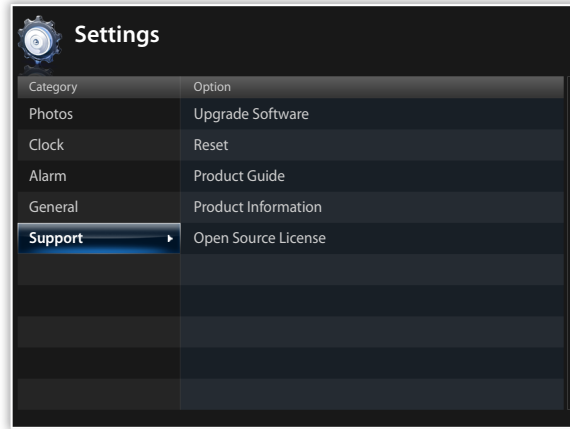 Settings
Category Option
Photos Upgrade Software
Clock Reset
Alarm Product Guide
General Product Information
Support Open Source License